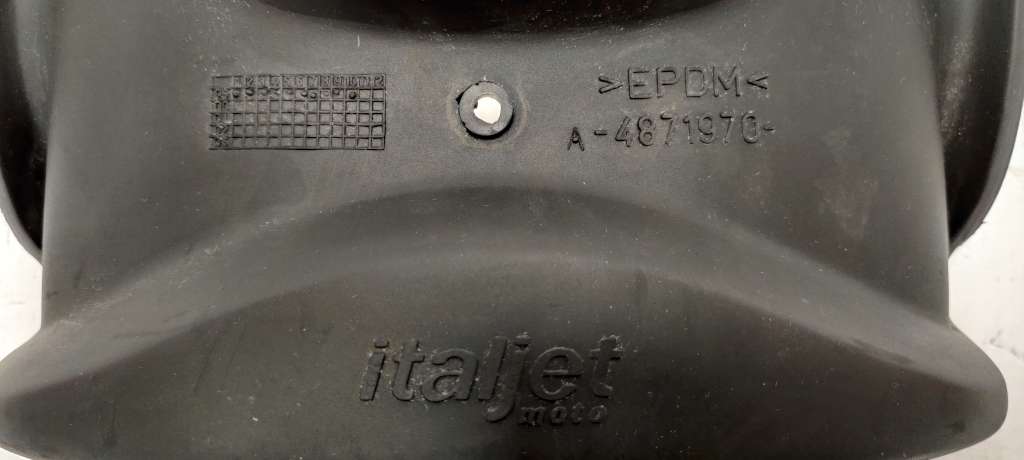 >EPDM<
A-4871970-
italjet
moto